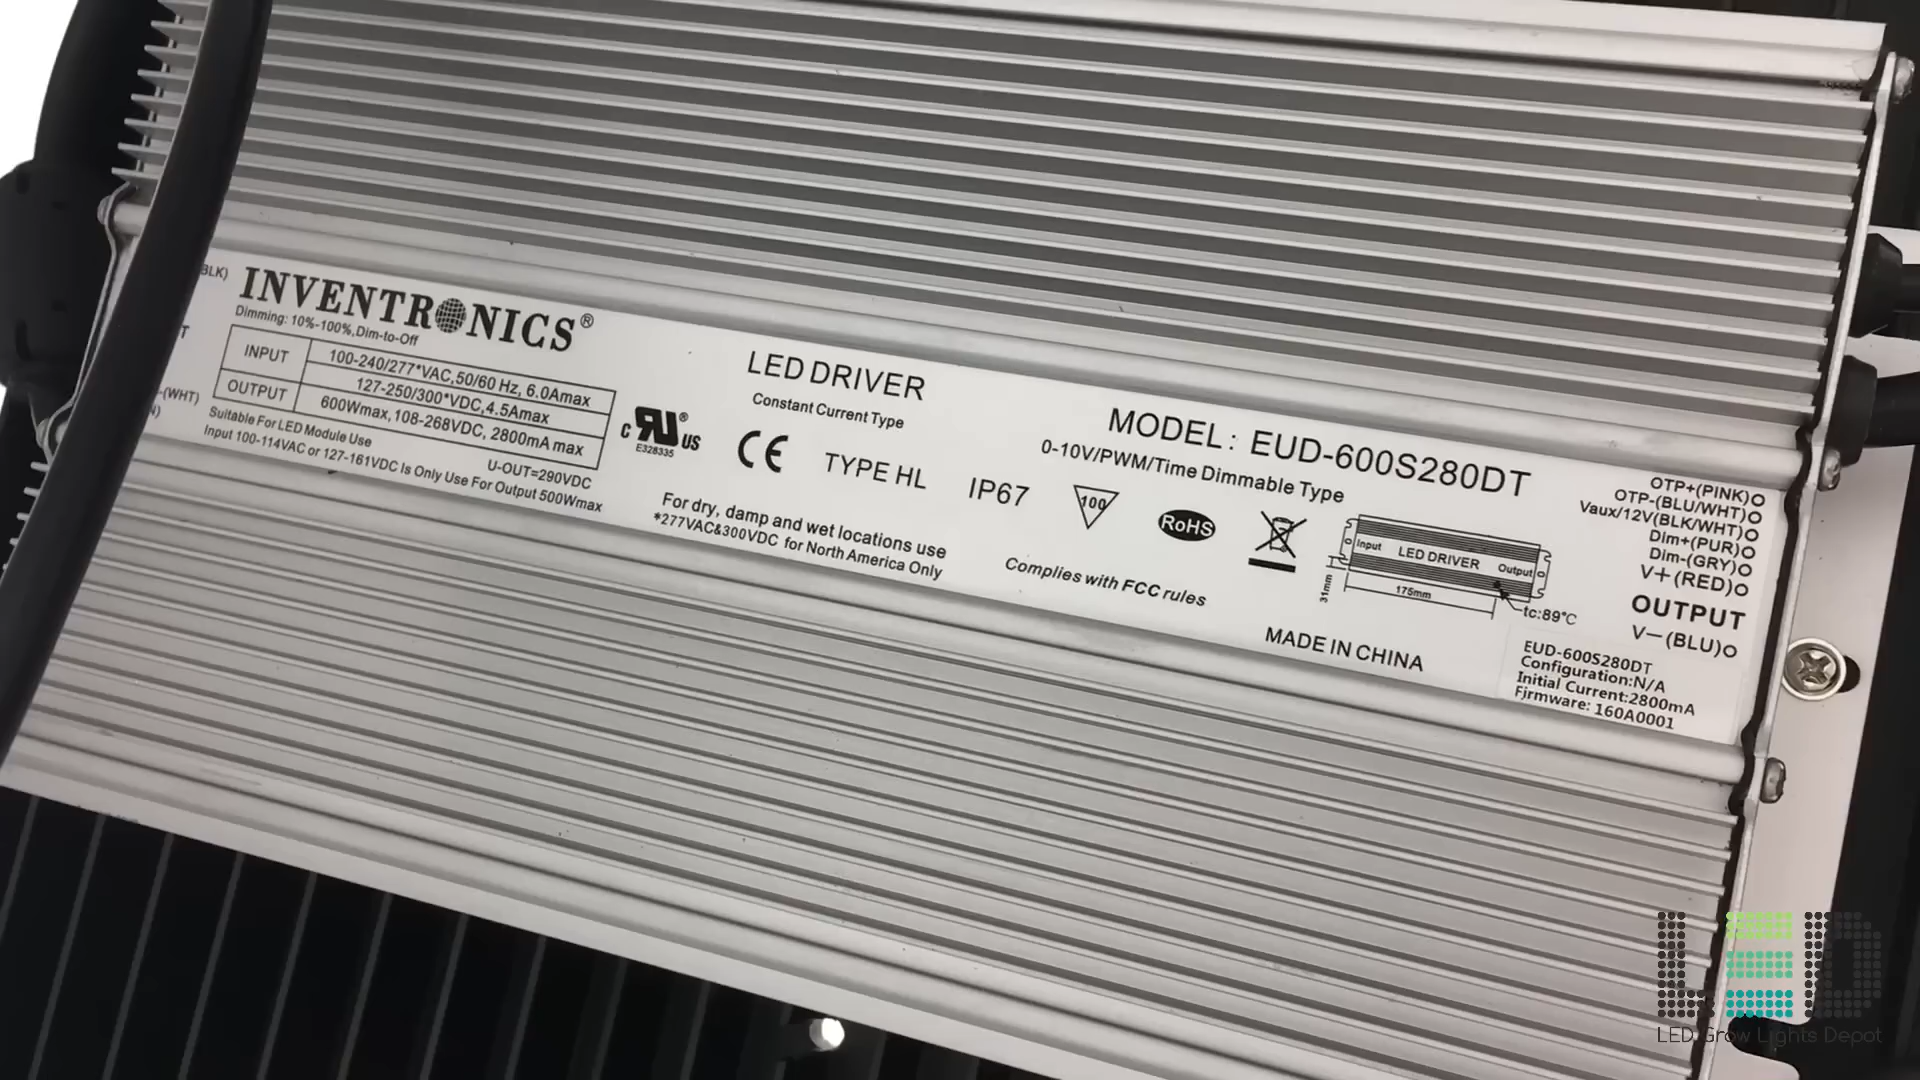 BLK)
INVENTRONICS®
Dimming: 10%-100%,Dim-to-Off
INPUT
100-240/277*VAC,50/60 Hz, 6.0Amax
127-250/300*VDC,4.5Amax
OUTPUT
600Wmax, 108-268VDC, 2800mA max
-(WHT)
Suitable For LED Module Use
U-OUT=290VDC
Input 100-114VAC or 127-161VDC Is Only Use For Output 500Wmax
c RU® US
E328335
LED DRIVER
Constant Current Type
CE
TYPE HL
IP67
For dry, damp and wet locations use
*277VAC&300VDC for North America Only
MODEL: EUD-600S280DT
0-10V/PWM/Time Dimmable Type
100
RoHS
Complies with FCC rules
Input
LED DRIVER
Output
31mm
175mm
tc:89°C
MADE IN CHINA
OTP+(PINK)
OTP-(BLU/WHT)
Vaux/12V(BLK/WHT)
Dim+(PUR)
Dim-(GRY)
V+(RED)
OUTPUT
V-(BLU)
EUD-600S280DT
Configuration:N/A
Initial Current:2800mA
Firmware: 160A0001
LED
LED Grow Lights Depot